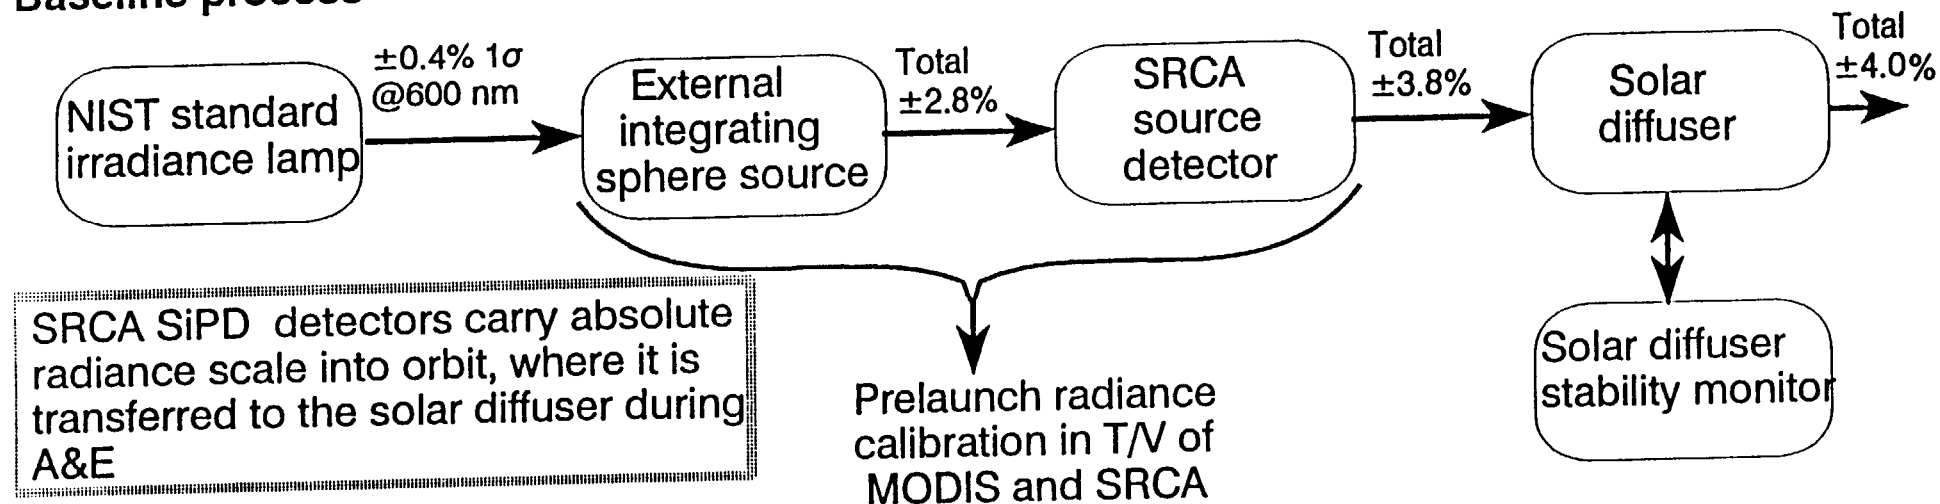 Baseline process
NIST standard
irradiance lamp
±0.4% 1σ
@600 nm
External
integrating
sphere source
Total
±2.8%
SRCA
source
detector
Total
±3.8%
Solar
diffuser
Total
±4.0%
SRCA SiPD detectors carry absolute
radiance scale into orbit, where it is
transferred to the solar diffuser during
A&E
Prelaunch radiance
calibration in T/V of
MODIS and SRCA
Solar diffuser
stability monitor